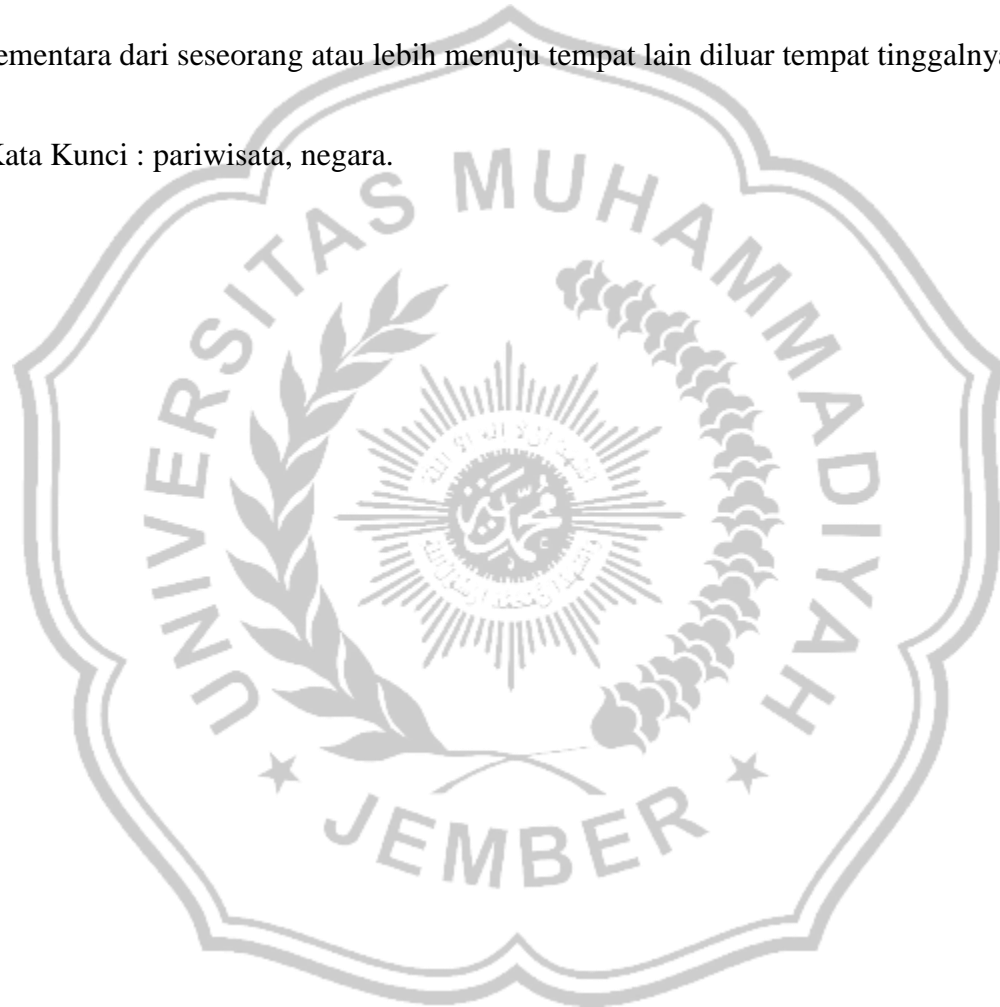 ementara dari seseorang atau lebih menuju tempat lain diluar tempat tinggalnya
Kata Kunci : pariwisata, negara.
UNIVERSITAS MUHAMMADIYAH
JEMBER